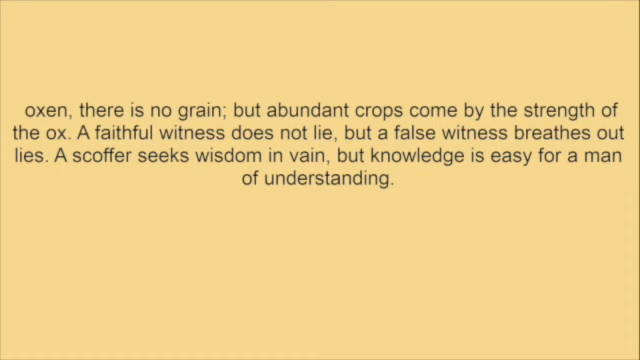 oxen, there is no grain; but abundant crops come by the strength of
the ox. A faithful witness does not lie, but a false witness breathes out
lies. A scoffer seeks wisdom in vain, but knowledge is easy for a man
of understanding.